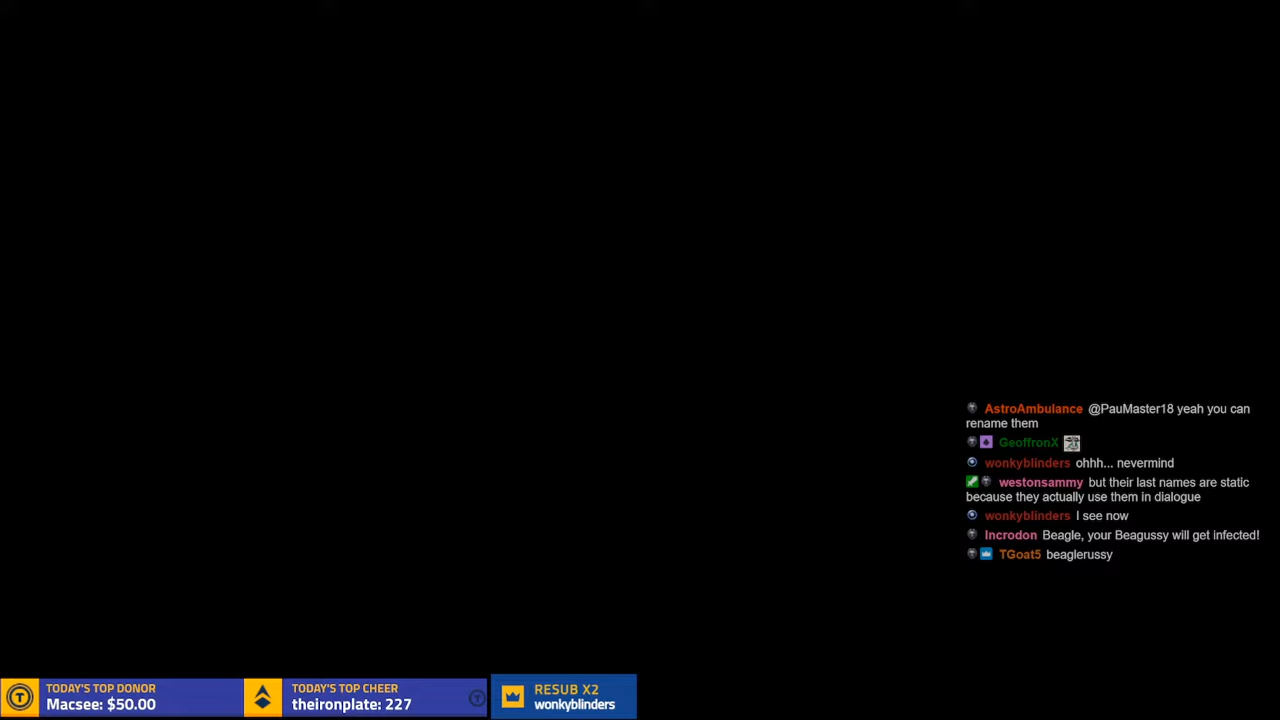 AstroAmbulance @PauMaster18 yeah you can
rename them
GeoffronX
wonkyblinders ohhh... nevermind
westonsammy but their last names are static
because they actually use them in dialogue
wonkyblinders I see now
Incrodon Beagle, your Beagussy will get infected!
TGoat5 beaglerussy
TODAY'S TOP DONOR
Macsee: $50.00
TODAY'S TOP CHEER
theironplate: 227
RESUB X2
wonkyblinders